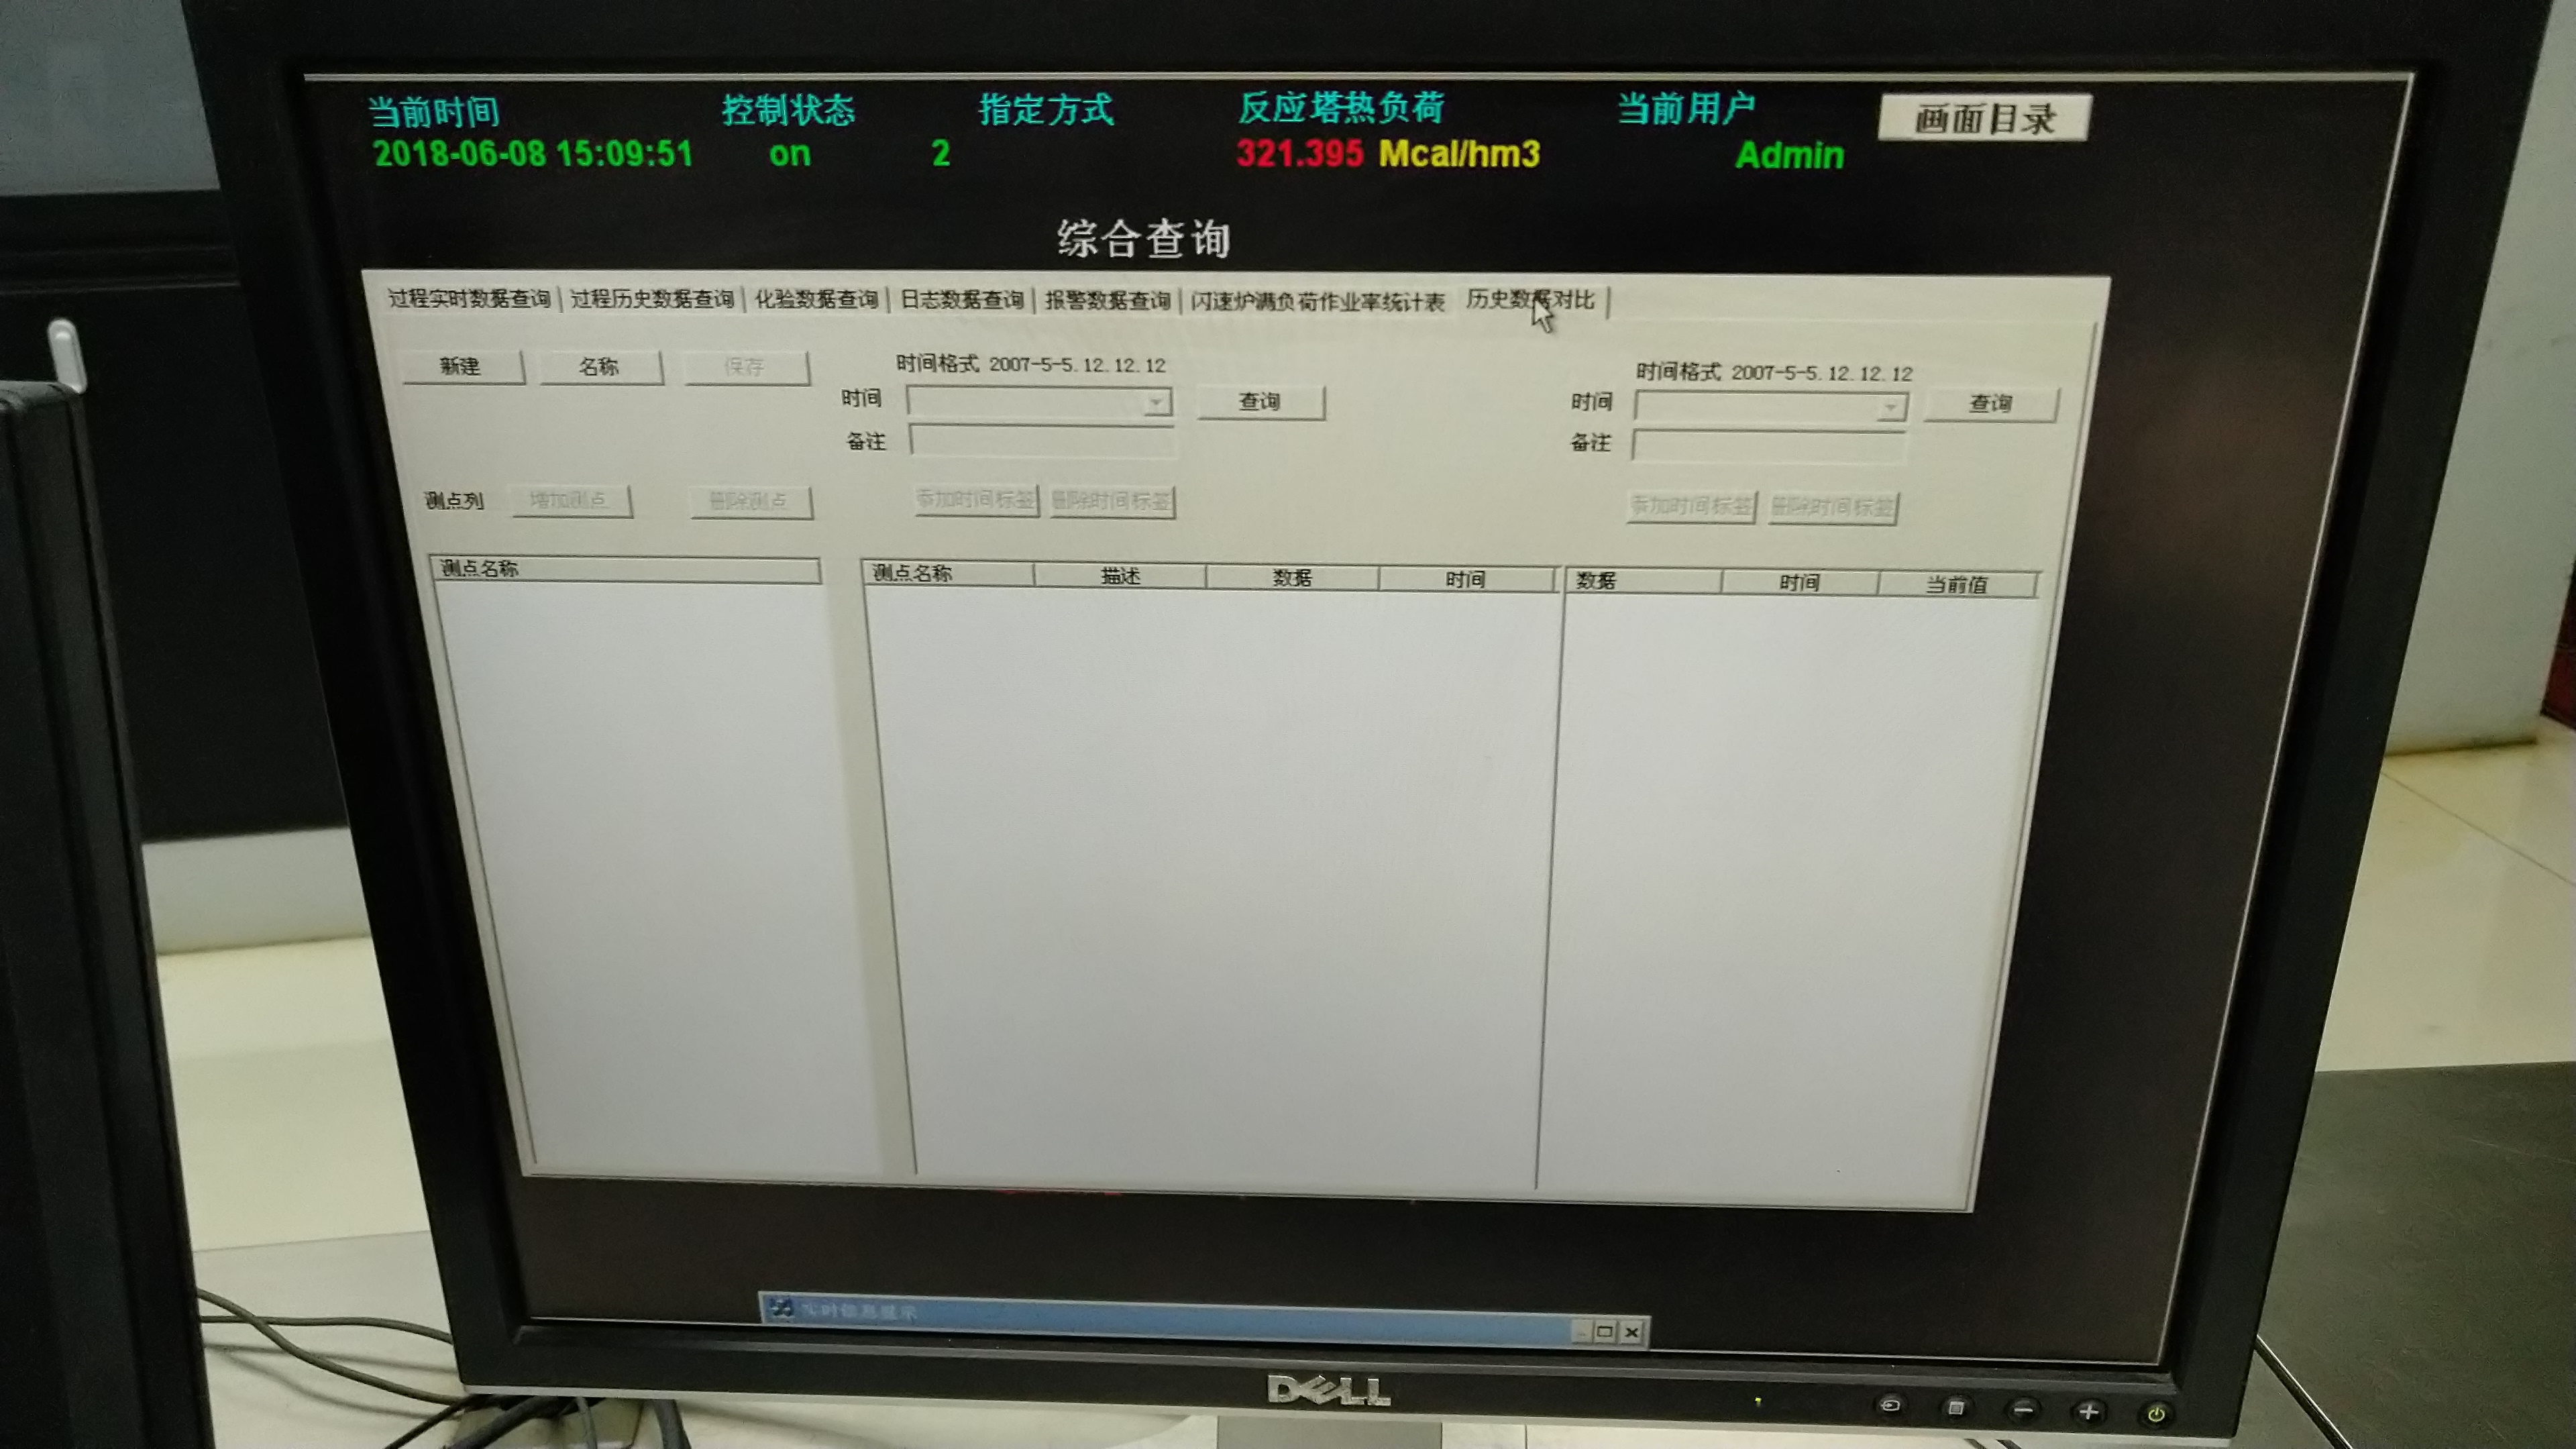 当前时间 控制状态 指定方式 反应塔热负荷 当前用户 画面目录
2018-06-08 15:09:51 on 2 321.395 Mcal/hm3 Admin
综合查询
过程实时数据查询 过程历史数据查询 化验数据查询 日志数据查询 报警数据查询 闪速炉满负荷作业率统计表 历史数据对比
新建 名称 保存 时间格式 2007-5-5.12.12.12 时间格式 2007-5-5.12.12.12
时间 查询 时间 查询
备注 备注
测点列 增加测点 删除测点 添加时间标签 删除时间标签 添加时间标签 删除时间标签
测点名称 测点名称 描述 数据 时间 数据 时间 当前值
实时信息显示
DELL